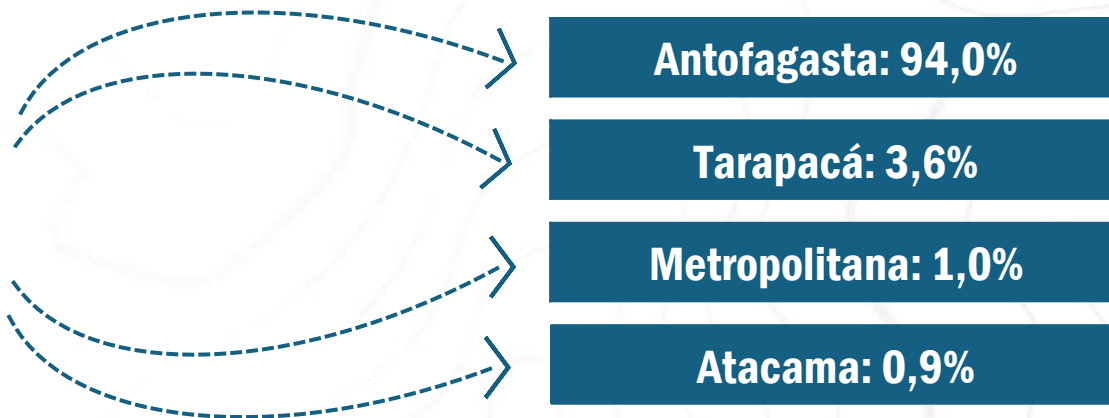 Antofagasta: 94,0%
Tarapacá: 3,6%
Metropolitana: 1,0%
Atacama: 0,9%